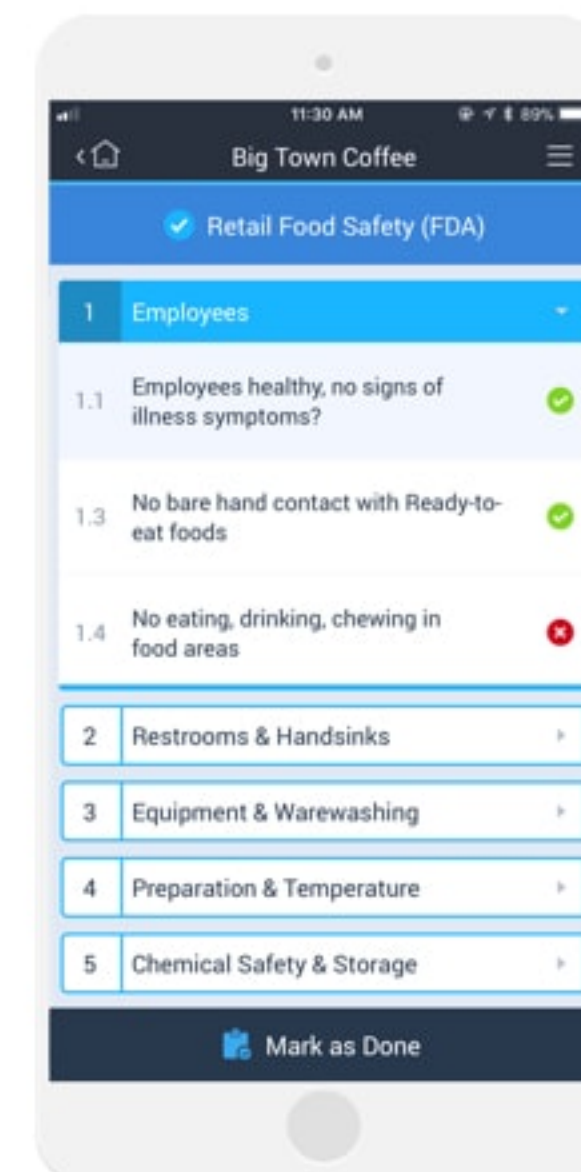 11:30 AM
89%
Big Town Coffee
Retail Food Safety (FDA)
1
Employees
1.1
Employees healthy, no signs of
illness symptoms?
1.3
No bare hand contact with Ready-to-
eat foods
1.4
No eating, drinking, chewing in
food areas
2
Restrooms & Handsinks
3
Equipment & Warewashing
4
Preparation & Temperature
5
Chemical Safety & Storage
Mark as Done